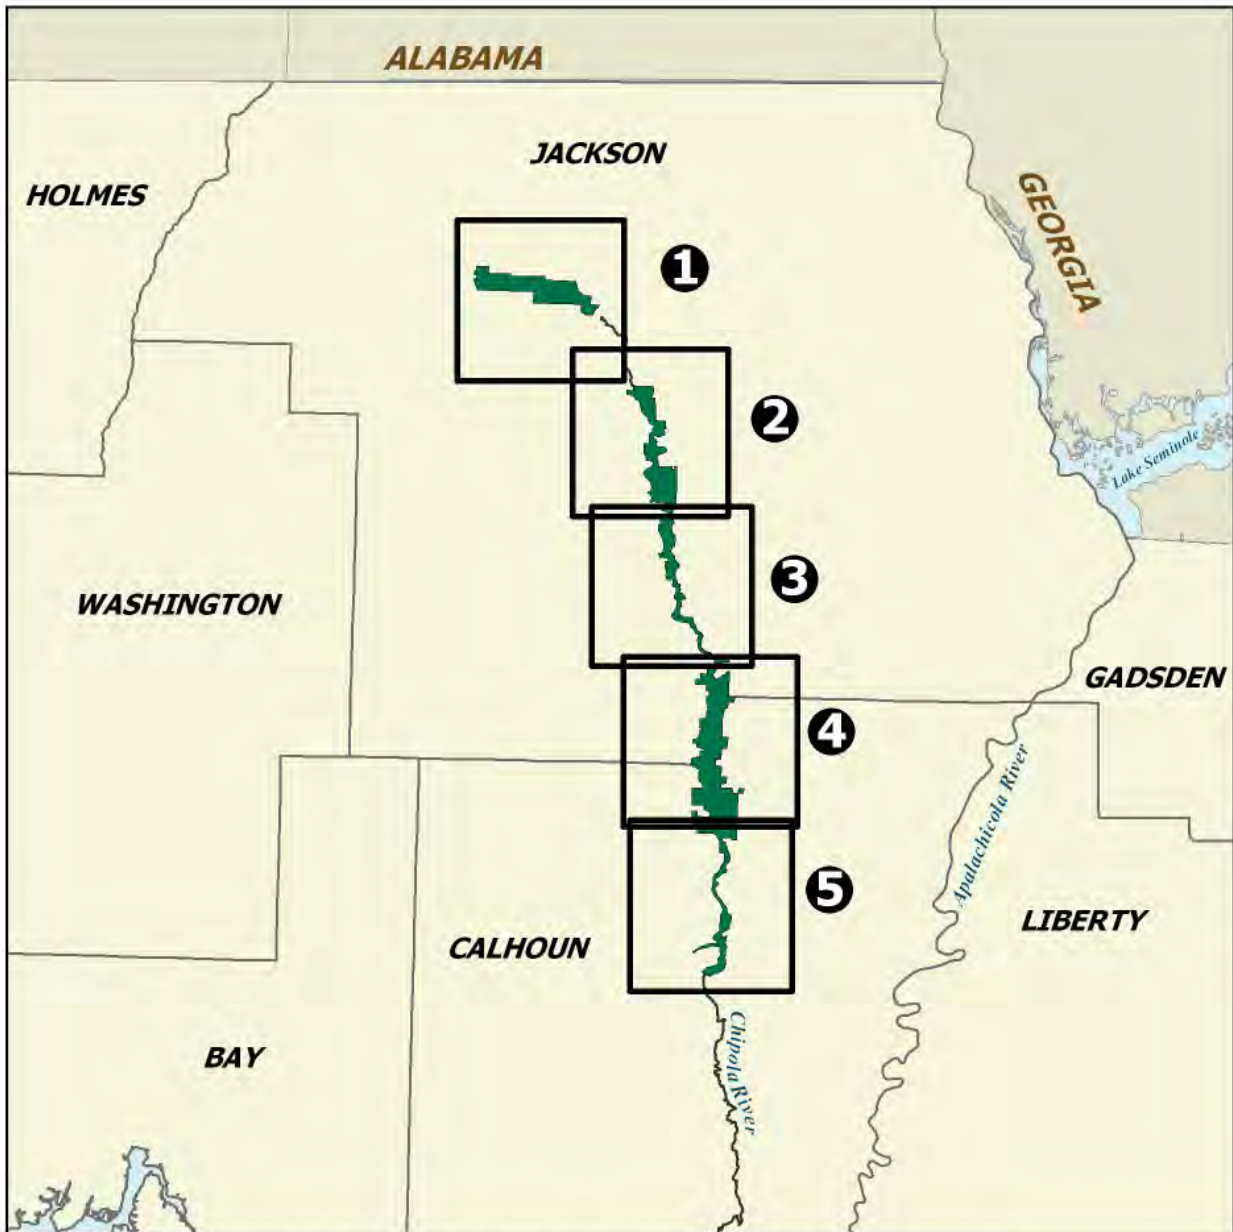 ALABAMA
JACKSON
HOLMES
GEORGIA
1
2
Lake Seminole
3
WASHINGTON
GADSDEN
4
Apalachicola River
5
LIBERTY
CALHOUN
Chipola River
BAY